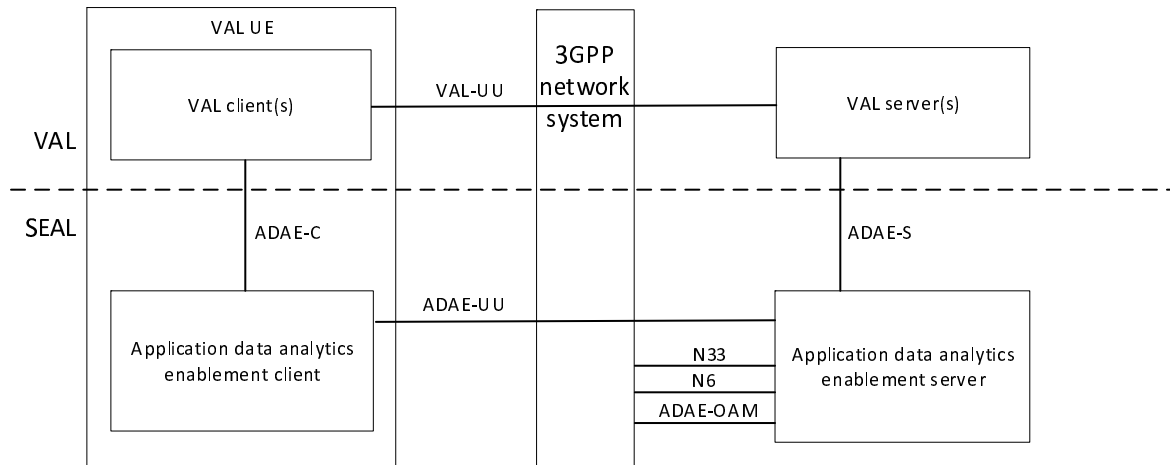 VAL UE
3GPP
network
system
VAL client(s)
VAL-UU
VAL server(s)
VAL
SEAL
ADAE-C
ADAE-S
ADAE-UU
Application data analytics
enablement client
N33
N6
ADAE-OAM
Application data analytics
enablement server